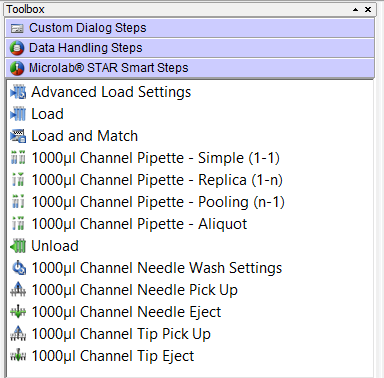 Toolbox
Custom Dialog Steps
Data Handling Steps
Microlab® STAR Smart Steps
Advanced Load Settings
Load
Load and Match
1000µl Channel Pipette - Simple (1-1)
1000µl Channel Pipette - Replica (1-n)
1000µl Channel Pipette - Pooling (n-1)
1000µl Channel Pipette - Aliquot
Unload
1000µl Channel Needle Wash Settings
1000µl Channel Needle Pick Up
1000µl Channel Needle Eject
1000µl Channel Tip Pick Up
1000µl Channel Tip Eject